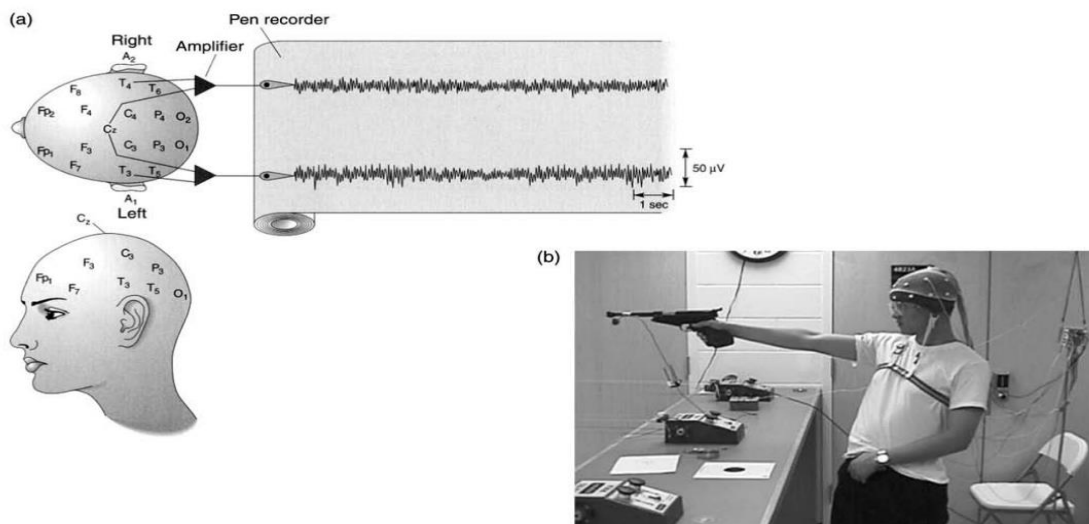 (a)
Pen recorder
Right
Amplifier
A2
T4 T6
F8
Fp2 F4 C4 P4 O2
Cz
Fp1 F3 C3 P3 O1
F7
T3 T5
A1
Left
50 μV
1 sec
Cz
C3
F3 P3
Fp1 T3 T5 O1
F7
(b)